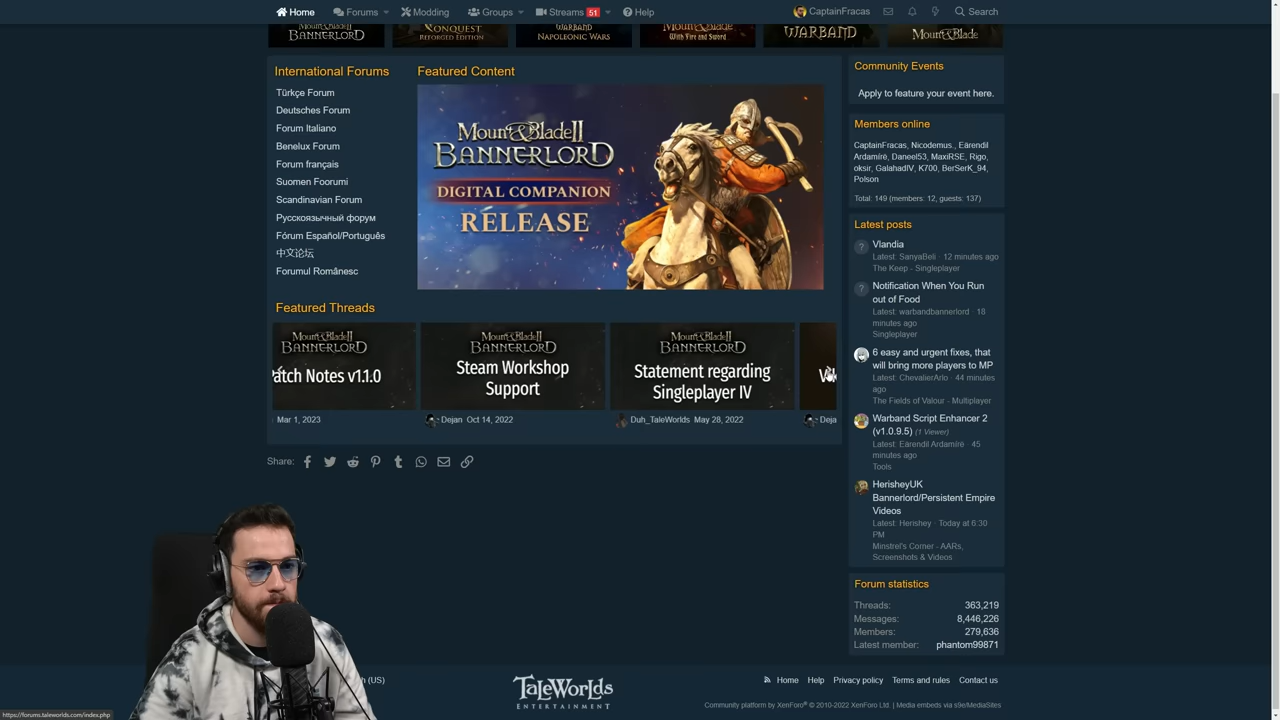 Home
Forums
Modding
Groups
Streams 51
Help
CaptainFracas
Search
BANNERLORD
CONQUEST
REFORGED EDITION
WARBAND
NAPOLEONIC WARS
With Fire and Sword
WARBAND
Mount&Blade
International Forums
Türkçe Forum
Deutsches Forum
Forum Italiano
Benelux Forum
Forum français
Suomen Foorumi
Scandinavian Forum
Русскоязычный форум
Fórum Español/Português
中文论坛
Forumul Românesc
Featured Content
Mount&Blade II
BANNERLORD
DIGITAL COMPANION
RELEASE
Featured Threads
Mount&Blade II
BANNERLORD
Patch Notes v1.1.0
Mar 1, 2023
Mount&Blade II
BANNERLORD
Steam Workshop
Support
Dejan Oct 14, 2022
Mount&Blade II
BANNERLORD
Statement regarding
Singleplayer IV
Duh_TaleWorlds May 28, 2022
Deja
Share:
Community Events
Apply to feature your event here.
Members online
CaptainFracas, Nicodemus., Eärendil
Ardamírë, Daneel53, MaxiRSE, Rigo,
oksir, GalahadIV, K700, BerSerK_94,
Polson
Total: 149 (members: 12, guests: 137)
Latest posts
Vlandia
Latest: SanyaBeli · 12 minutes ago
The Keep - Singleplayer
Notification When You Run
out of Food
Latest: warbandbannerlord · 18
minutes ago
Singleplayer
6 easy and urgent fixes, that
will bring more players to MP
Latest: ChevalierArlo · 44 minutes
ago
The Fields of Valour - Multiplayer
Warband Script Enhancer 2
(v1.0.9.5) (1 Viewer)
Latest: Eärendil Ardamírë · 45
minutes ago
Tools
HerisheyUK
Bannerlord/Persistent Empire
Videos
Latest: Herishey · Today at 6:30
PM
Minstrel's Corner - AARs,
Screenshots & Videos
Forum statistics
Threads: 363,219
Messages: 8,446,226
Members: 279,636
Latest member: phantom99871
(US)
TALEWORLDS
ENTERTAINMENT
Home
Help
Privacy policy
Terms and rules
Contact us
Community platform by XenForo® © 2010-2022 XenForo Ltd. | Media embeds via s9e/MediaSites
https://forums.taleworlds.com/index.php